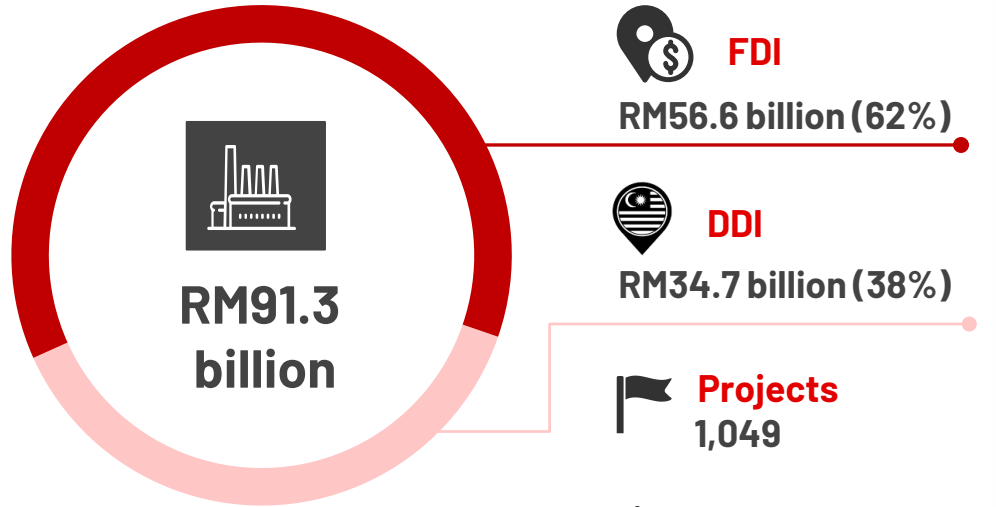 RM91.3
billion
FDI
RM56.6 billion (62%)
DDI
RM34.7 billion (38%)
Projects
1,049